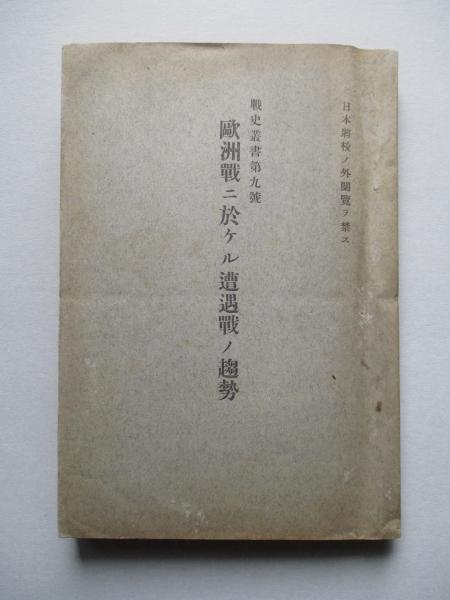 日本將校ノ外閲覽ヲ禁ス
戰史叢書第九號
歐洲戰ニ於ケル遭遇戰ノ趨勢